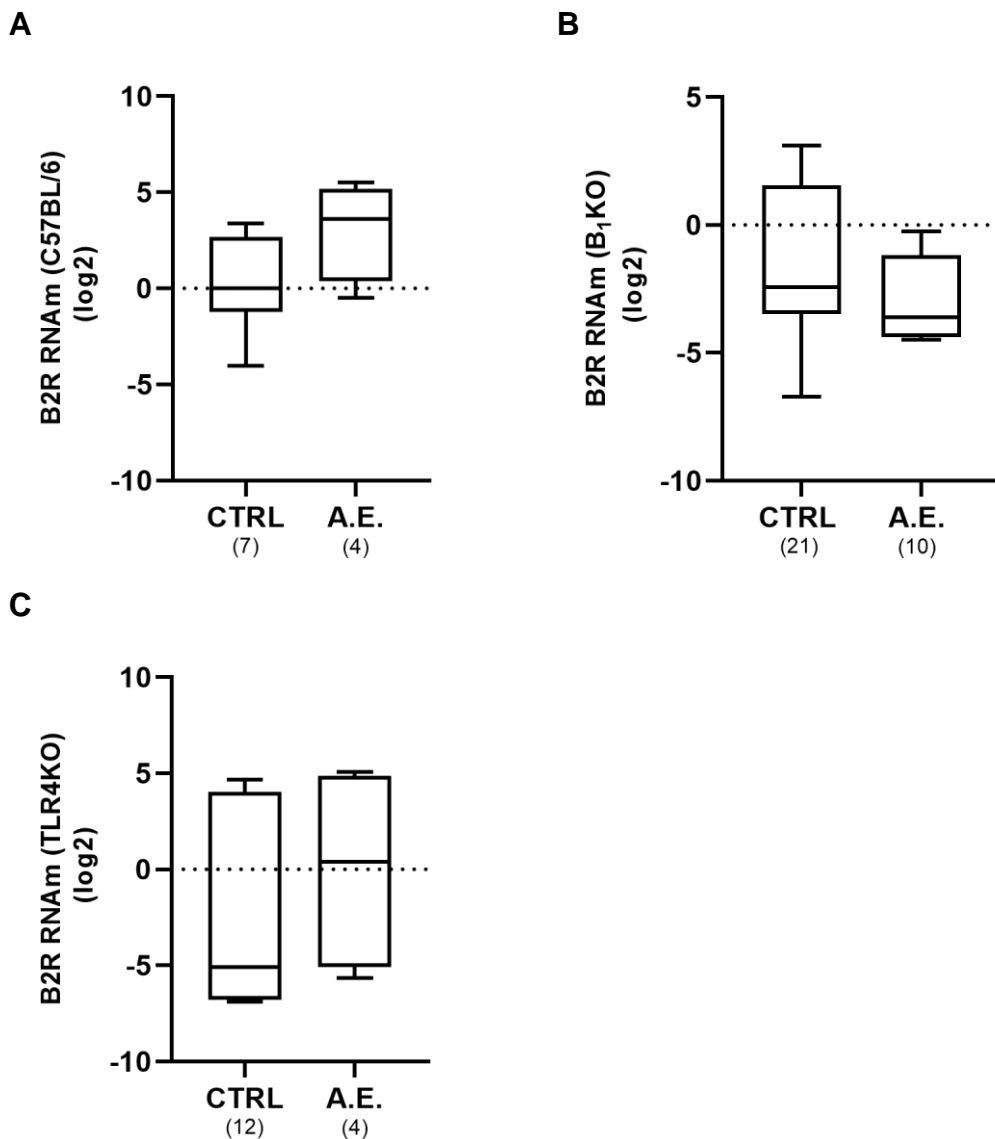 A
B2R RNAm (C57BL/6)
(log2)
10
5
0
-5
-10
CTRL
(7)
A.E.
(4)
B
B2R RNAm (B₁KO)
(log2)
5
0
-5
-10
CTRL
(21)
A.E.
(10)
C
B2R RNAm (TLR4KO)
(log2)
10
5
0
-5
-10
CTRL
(12)
A.E.
(4)